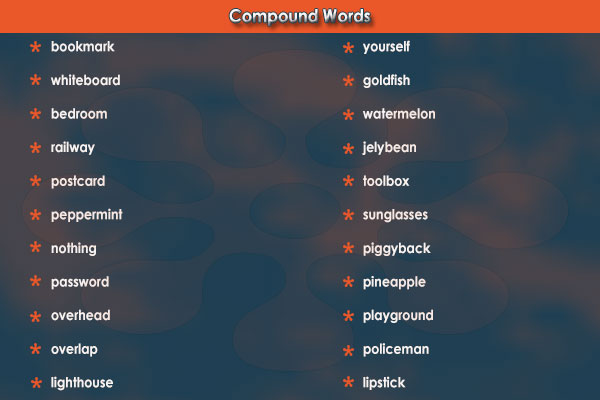 Compound Words
bookmark
whiteboard
bedroom
railway
postcard
peppermint
nothing
password
overhead
overlap
lighthouse
yourself
goldfish
watermelon
jelybean
toolbox
sunglasses
piggyback
pineapple
playground
policeman
lipstick